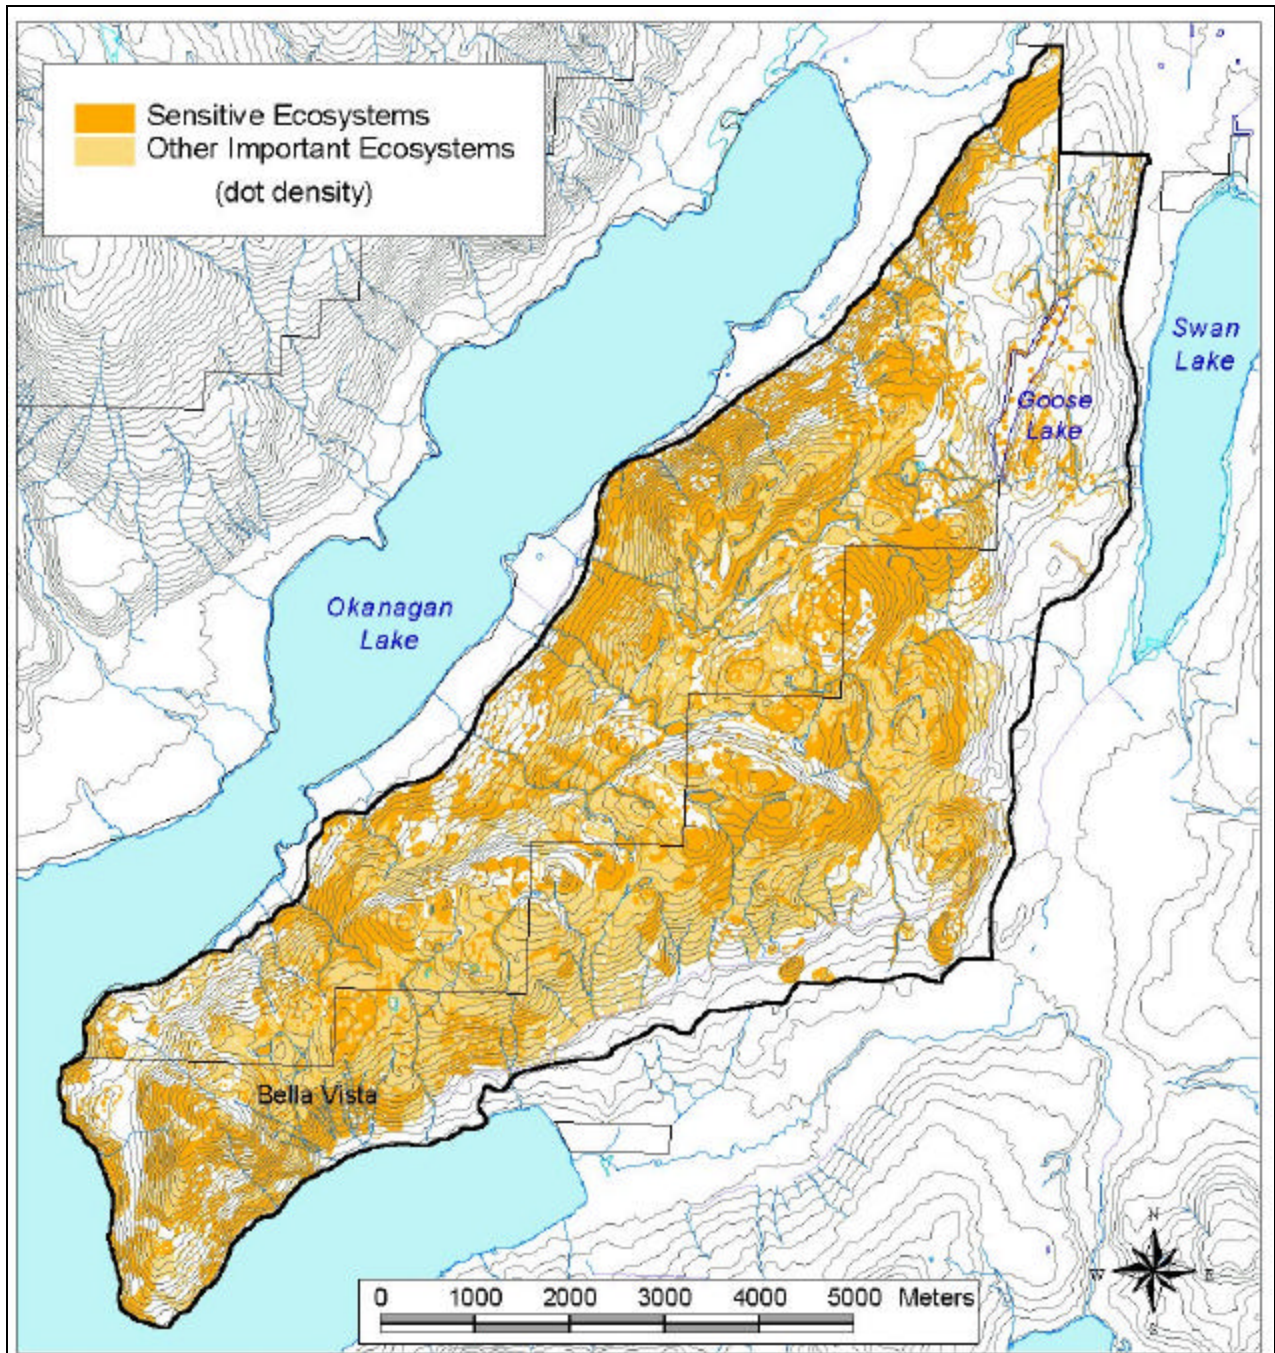 Sensitive Ecosystems
Other Important Ecosystems
(dot density)
Swan
Lake
Goose
Lake
Okanagan
Lake
Bella Vista
N
W
E
S
0 1000 2000 3000 4000 5000 Meters